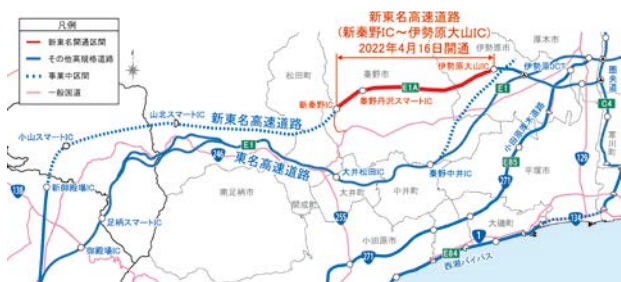 凡例
新東名開通区間
その他高規格道路
事業中区間
一般国道
新東名高速道路
(新秦野IC~伊勢原大山IC)
2022年4月16日開通
伊勢原市
厚木市
伊勢原大山IC
伊勢原JCT
圏央道
松田町
秦野市
E1A
新秦野IC
秦野丹沢スマートIC
E1
小田原厚木道路
C4
寒川町
山北スマートIC
新東名高速道路
小山スマートIC
E1
246
東名高速道路
大井松田IC
秦野中井IC
E85
129
平塚市
271
新御殿場IC
138
南足柄市
大井町
中井町
開成町
足柄スマートIC
255
大磯町
134
小田原市
1
御殿場IC
271
E84
西湘バイパス